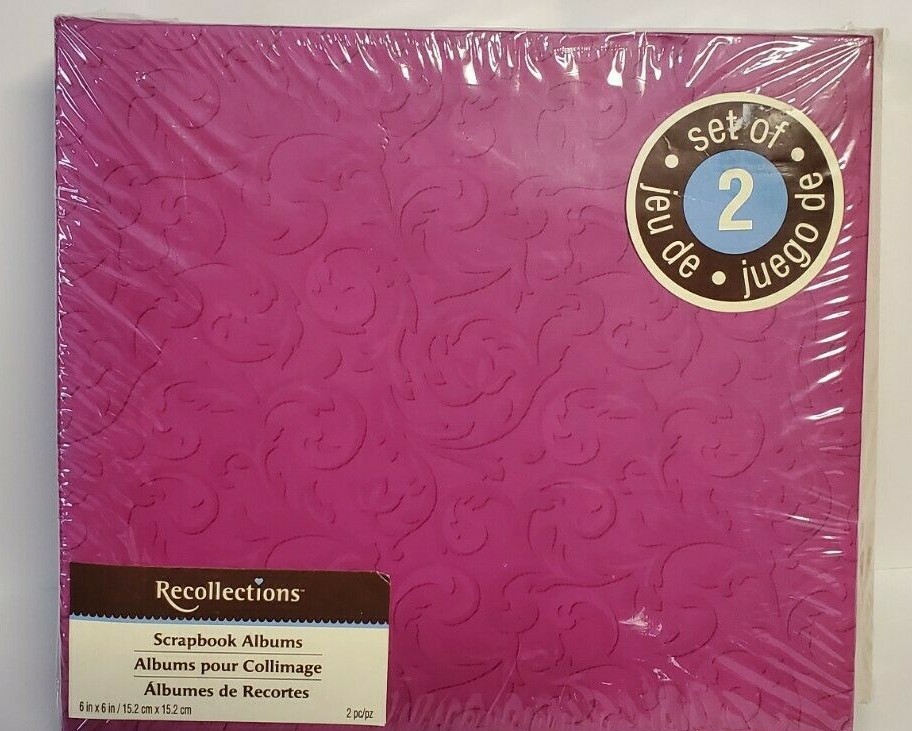 set of
2
jeu de
juego de
Recollections™
Scrapbook Albums
Albums pour Collimage
Álbumes de Recortes
6 in x 6 in / 15.2 cm x 15.2 cm
2 pc/pz